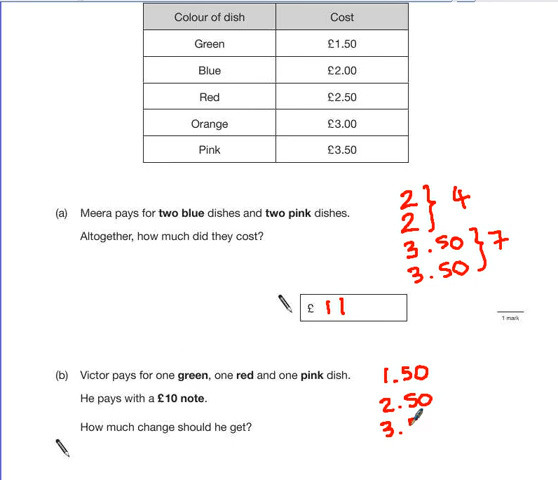 Colour of dish Cost
Green £1.50
Blue £2.00
Red £2.50
Orange £3.00
Pink £3.50
2 } 4
2
(a) Meera pays for two blue dishes and two pink dishes.
Altogether, how much did they cost?
3.50 } 7
3.50
£ 11
1 mark
(b) Victor pays for one green, one red and one pink dish.
1.50
He pays with a £10 note.
2.50
How much change should he get?
3.